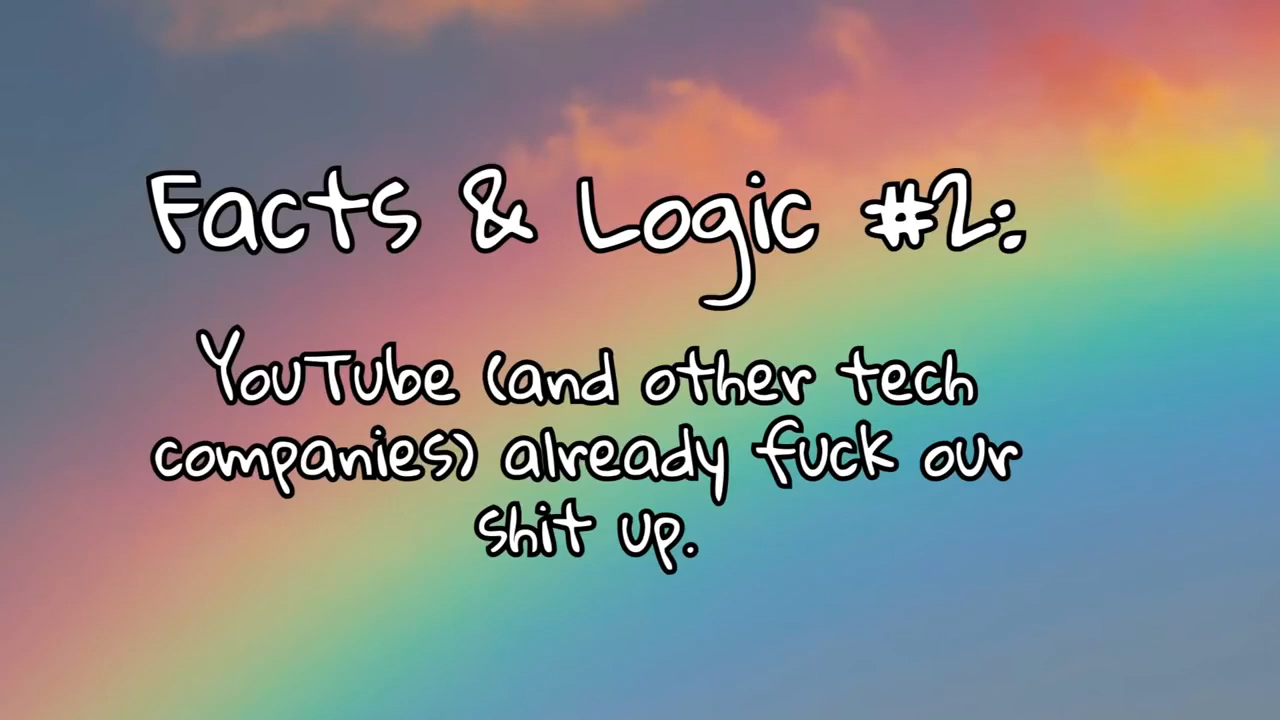 Facts & Logic #2:
YouTube (and other tech
companies) already fuck our
shit up.